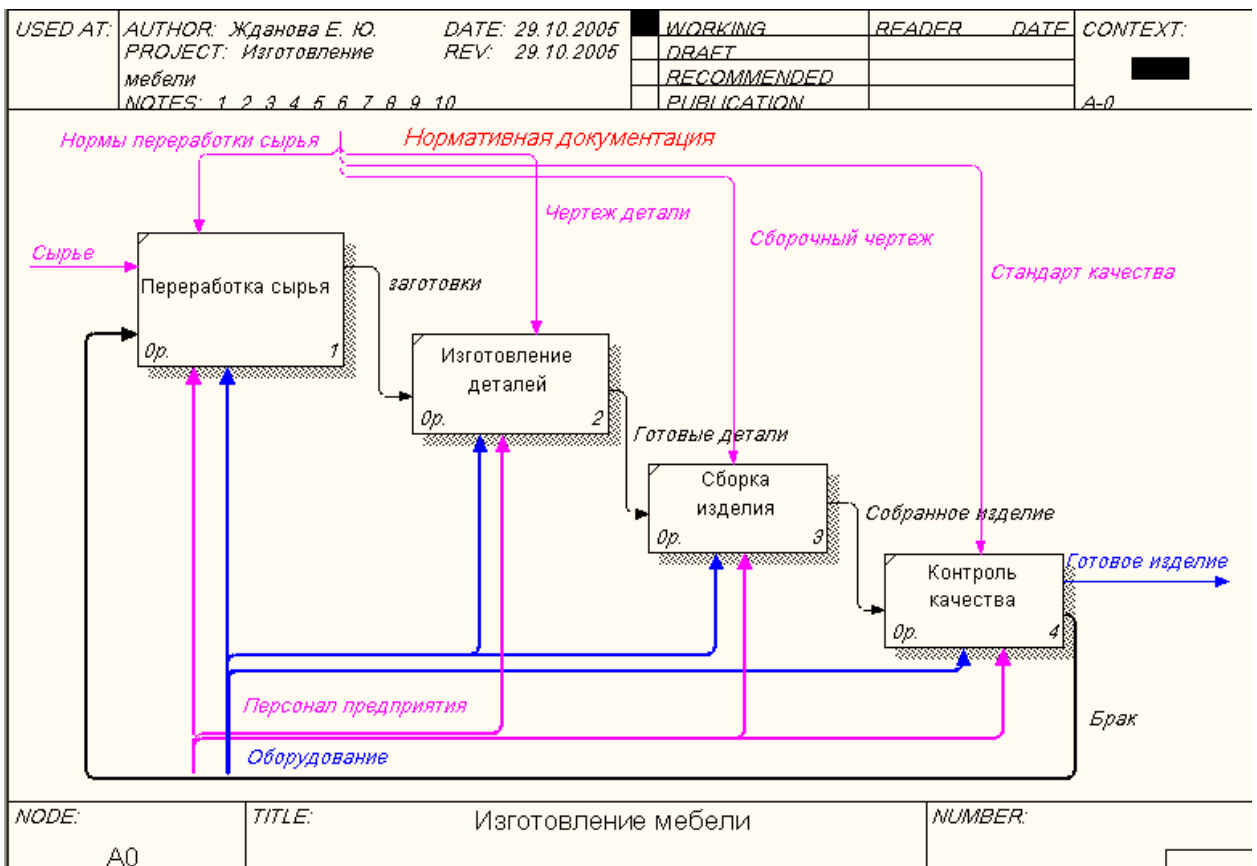 USED AT:
AUTHOR: Жданова Е. Ю.
DATE: 29.10.2005
PROJECT: Изготовление
мебели
REV: 29.10.2005
NOTES: 1 2 3 4 5 6 7 8 9 10
WORKING
DRAFT
RECOMMENDED
PUBLICATION
READER
DATE
CONTEXT:
A-0
Нормы переработки сырья
Нормативная документация
Чертеж детали
Сборочный чертеж
Стандарт качества
Сырье
Переработка сырья
0р.
1
заготовки
Изготовление
деталей
0р.
2
Готовые детали
Сборка
изделия
0р.
3
Собранное изделие
Контроль
качества
0р.
4
Готовое изделие
Персонал предприятия
Брак
Оборудование
NODE:
A0
TITLE:
Изготовление мебели
NUMBER: